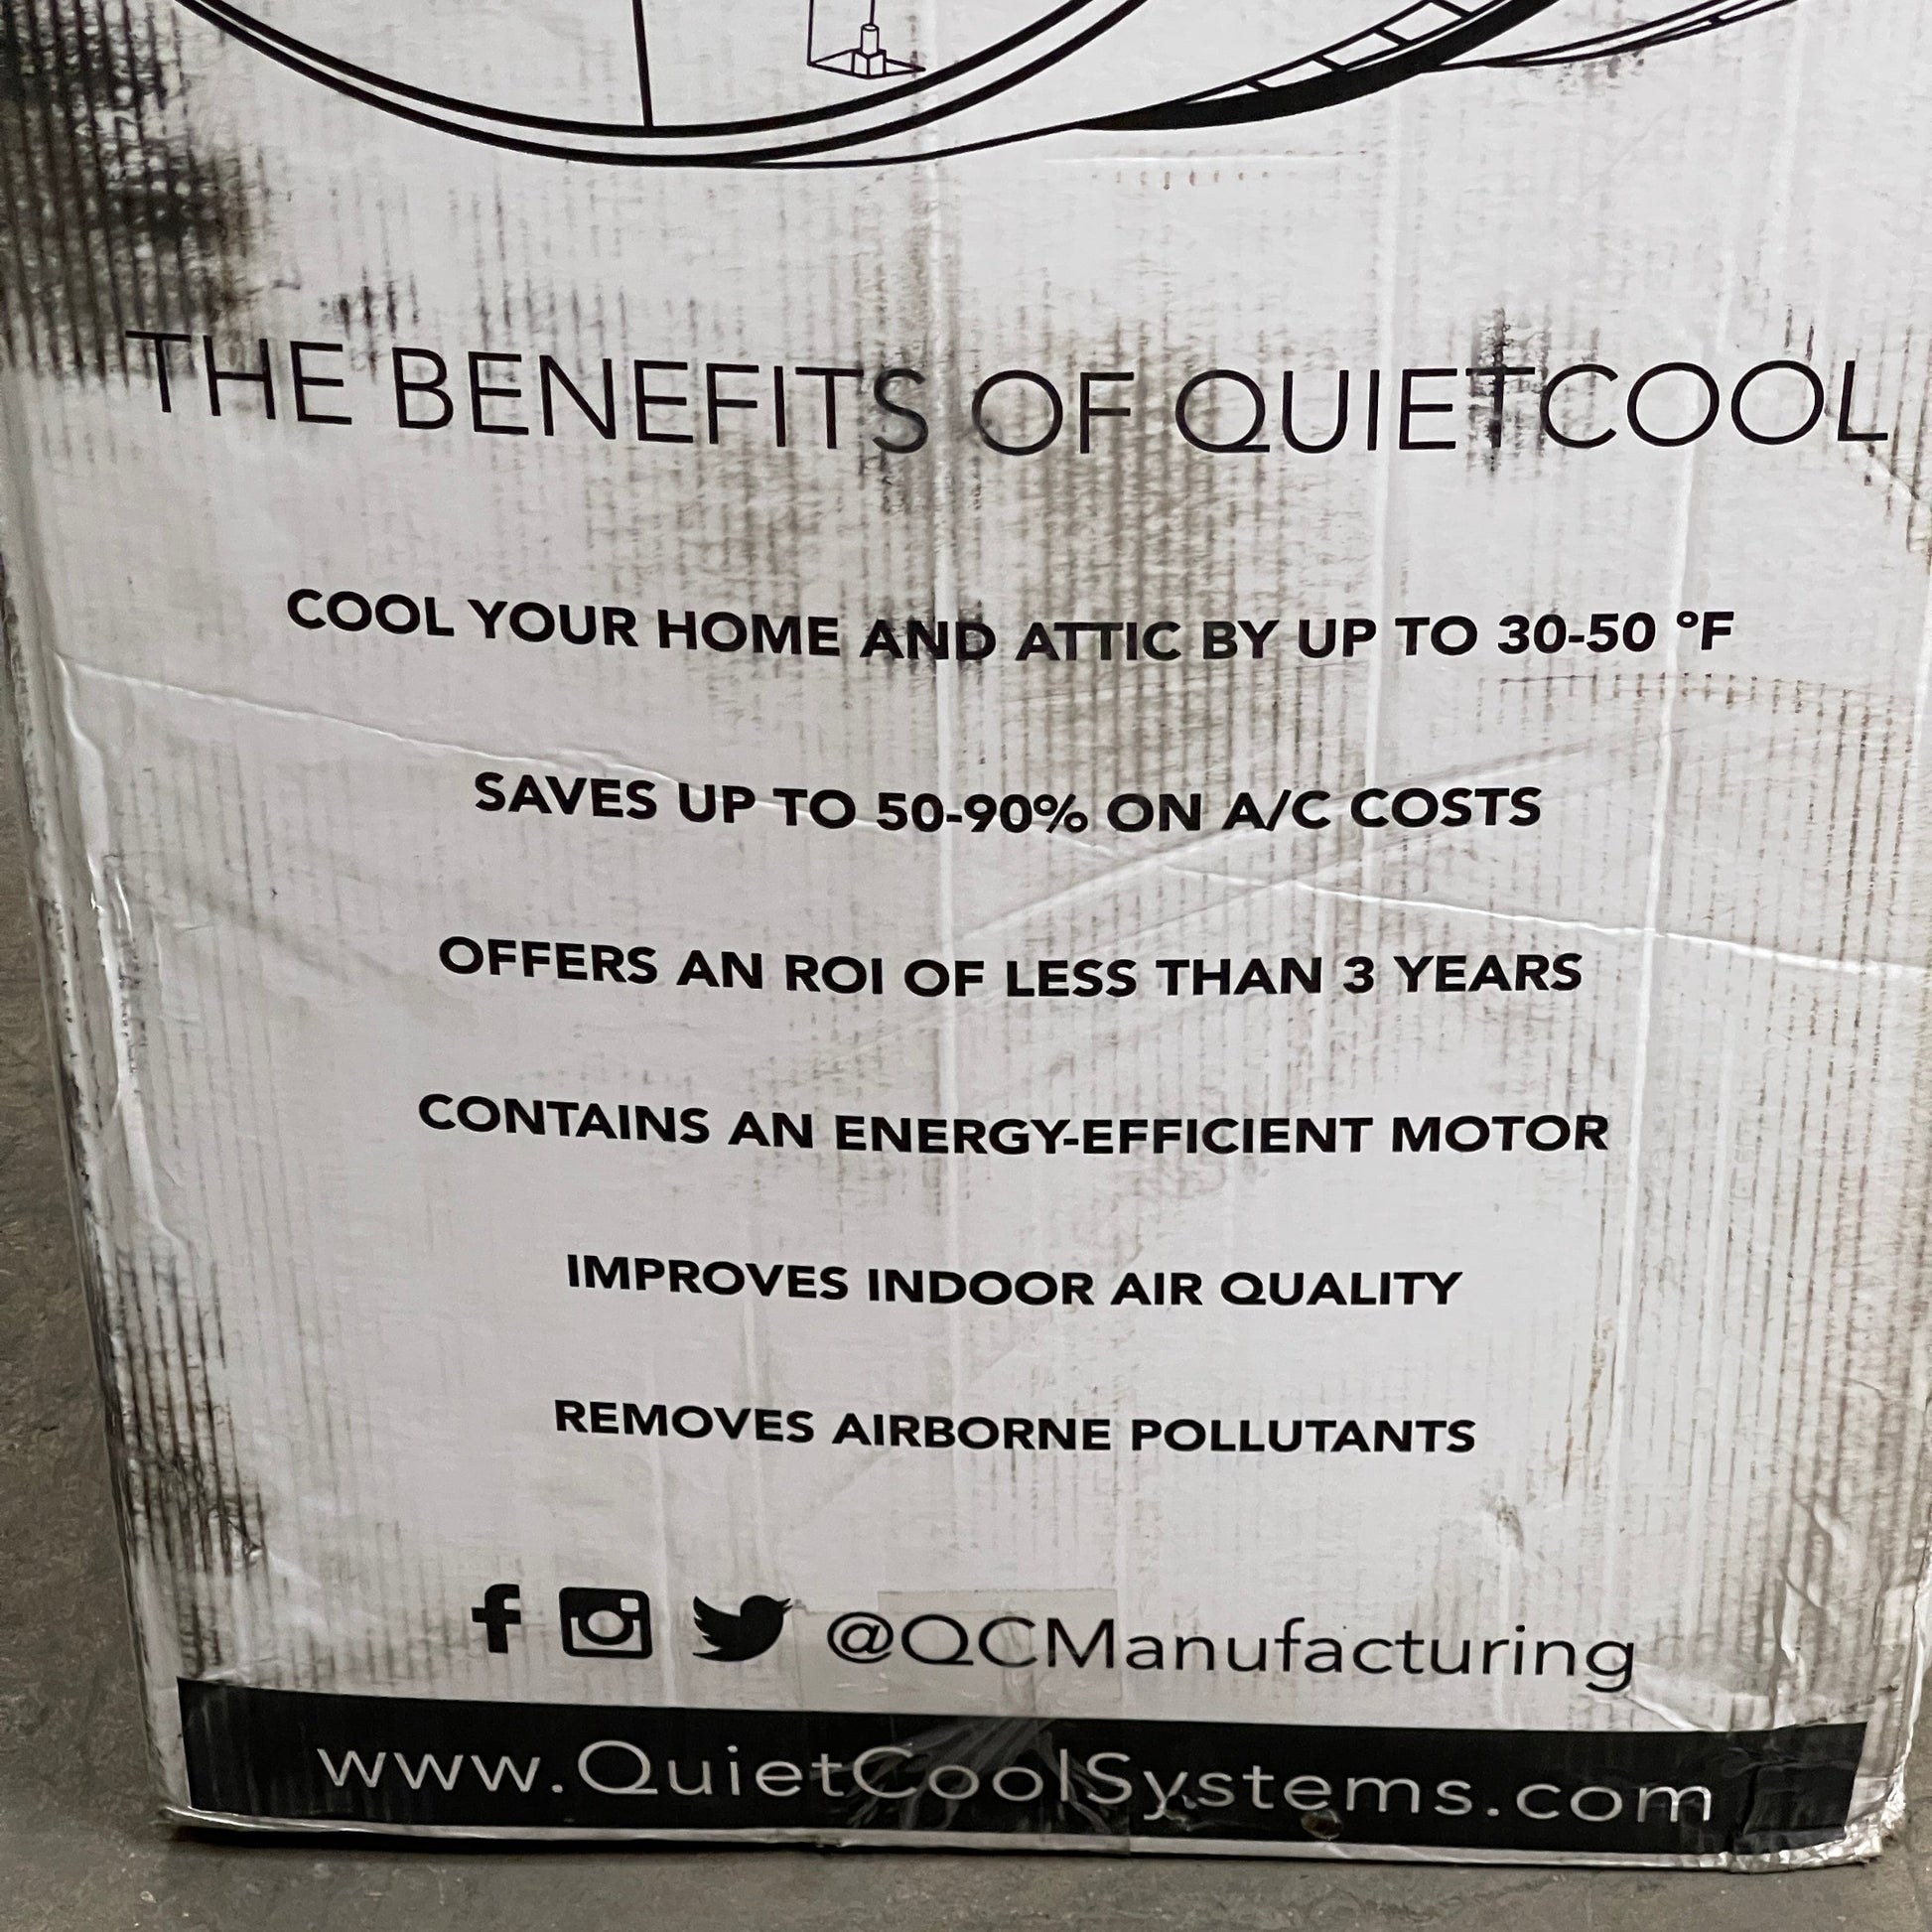 THE BENEFITS OF QUIETCOOL
COOL YOUR HOME AND ATTIC BY UP TO 30-50 °F
SAVES UP TO 50-90% ON A/C COSTS
OFFERS AN ROI OF LESS THAN 3 YEARS
CONTAINS AN ENERGY-EFFICIENT MOTOR
IMPROVES INDOOR AIR QUALITY
REMOVES AIRBORNE POLLUTANTS
@QCManufacturing
www.QuietCoolSystems.com